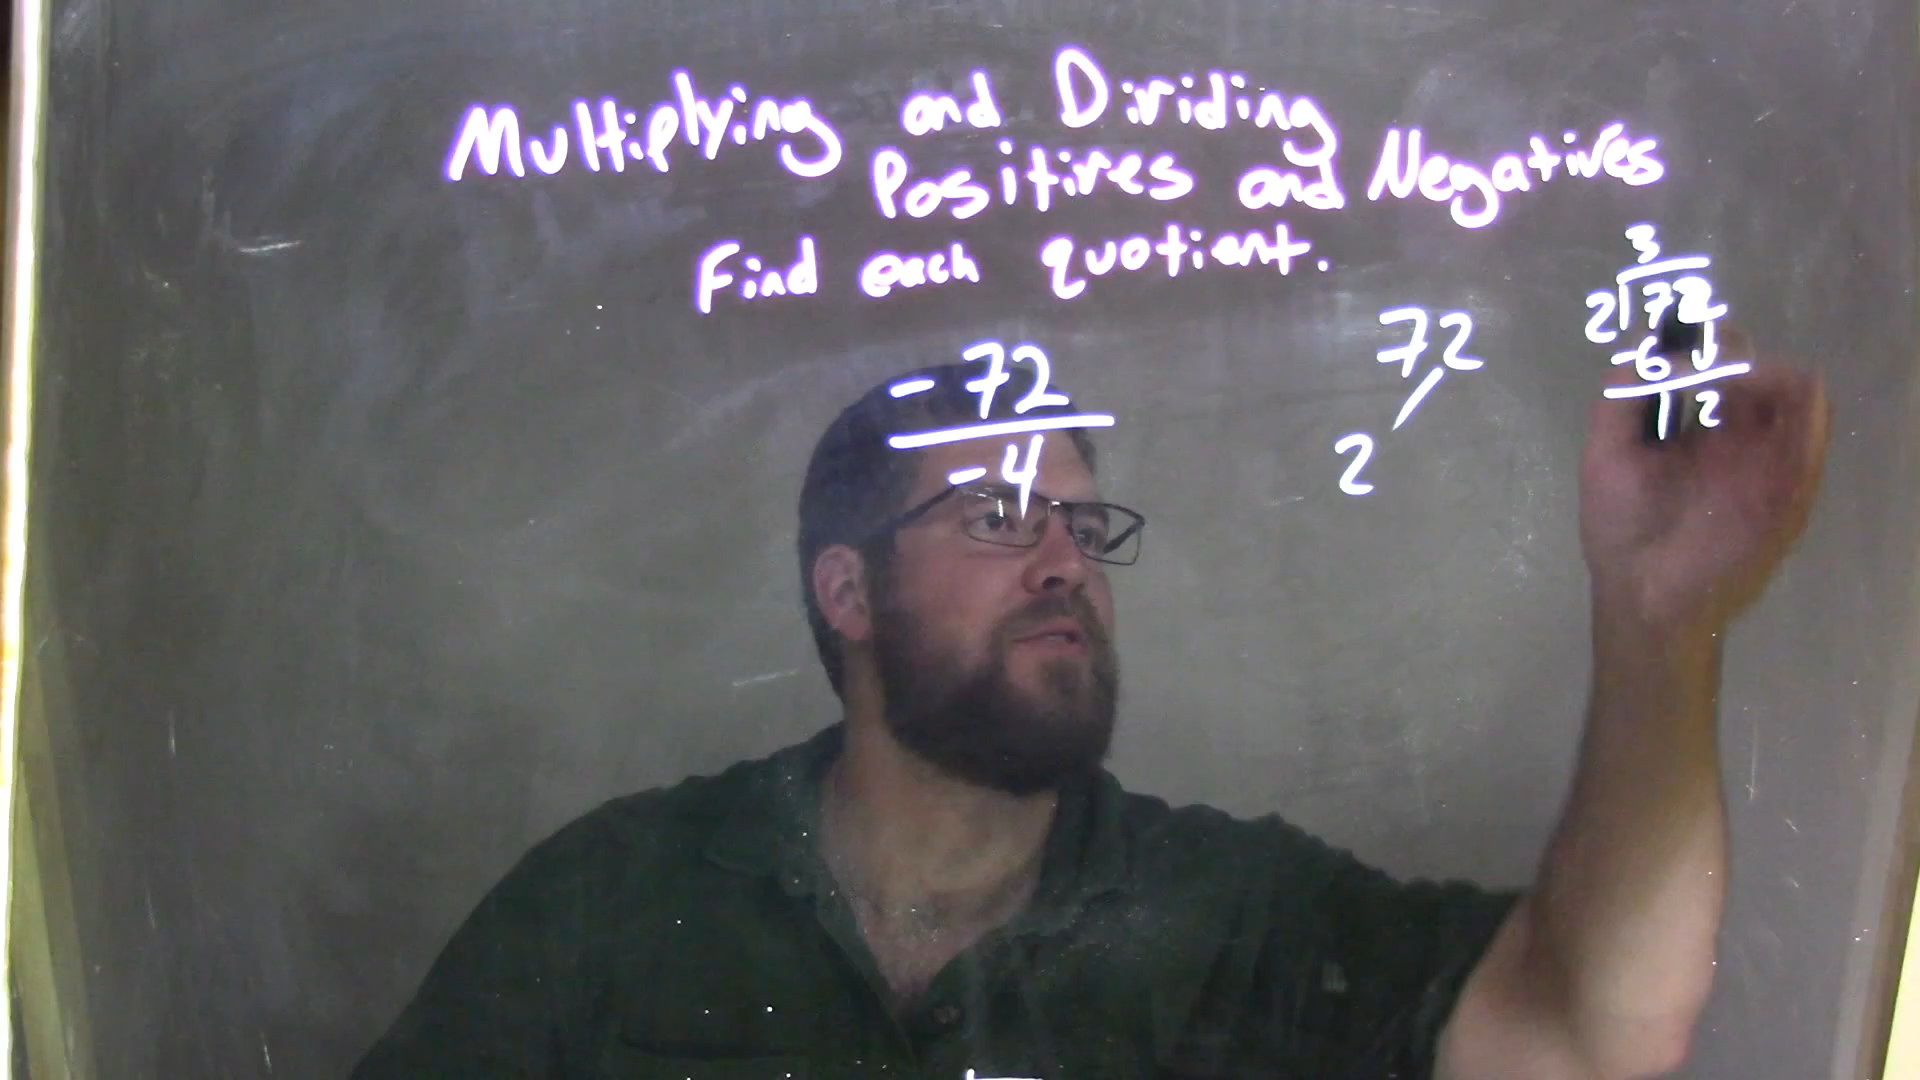 Multiplying and Dividing
Positives and Negatives
Find each quotient.
-72
-4
72
2
3
2)72
-6
12